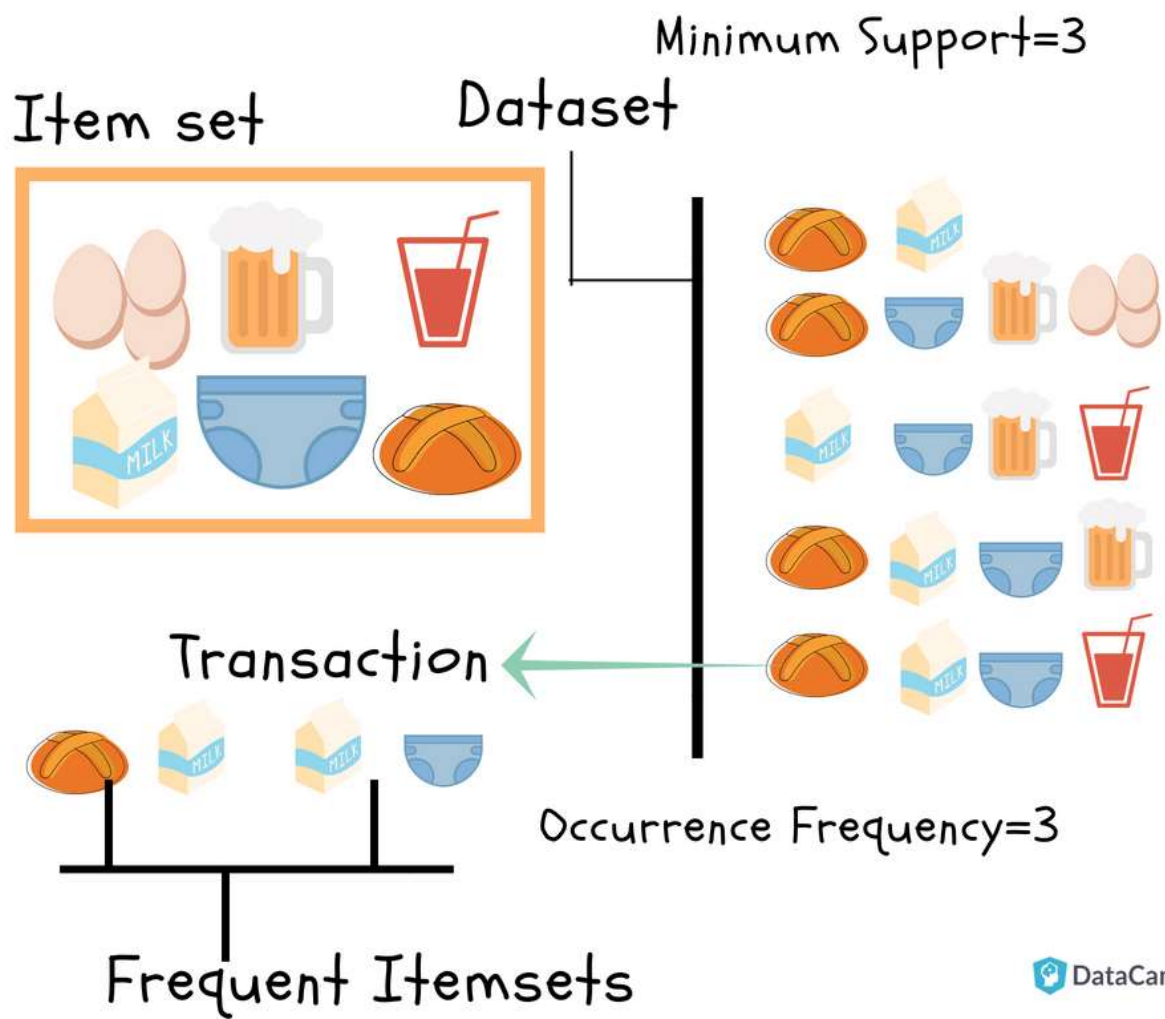 Minimum Support=3
Item set
Dataset
MILK
MILK
MILK
MILK
MILK
Transaction
MILK
MILK
Occurrence Frequency=3
Frequent Itemsets
DataCam